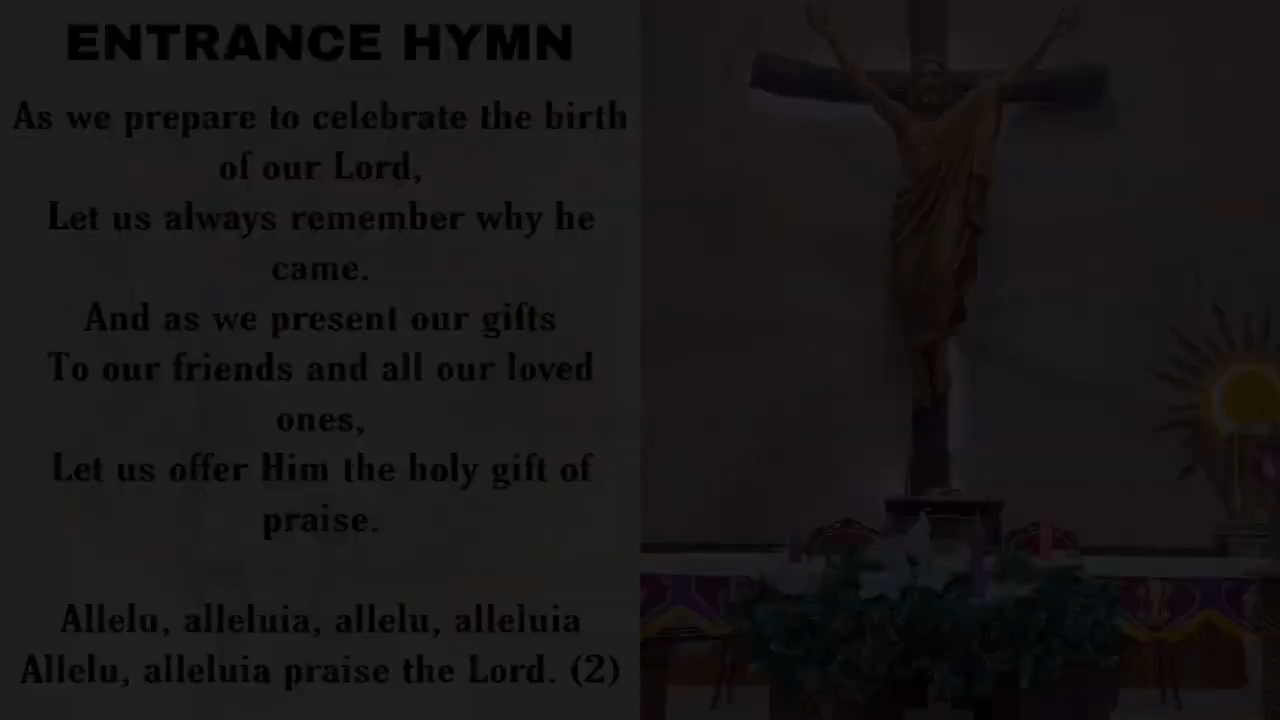 ENTRANCE HYMN
As we prepare to celebrate the birth
of our Lord,
Let us always remember why he
came.
And as we present our gifts
To our friends and all our loved
ones,
Let us offer Him the holy gift of
praise.
Allelu, alleluia, allelu, alleluia
Allelu, alleluia praise the Lord. (2)